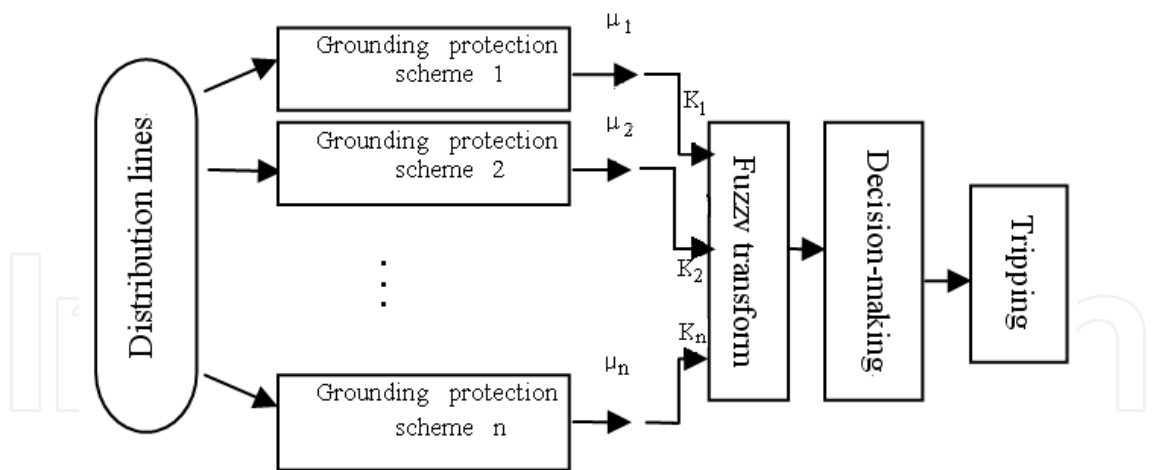 Distribution lines
Grounding protection
scheme 1
μ1
K1
Grounding protection
scheme 2
μ2
K2
⋮
Grounding protection
scheme n
μn
Kn
Fuzzy transform
Decision-making
Tripping